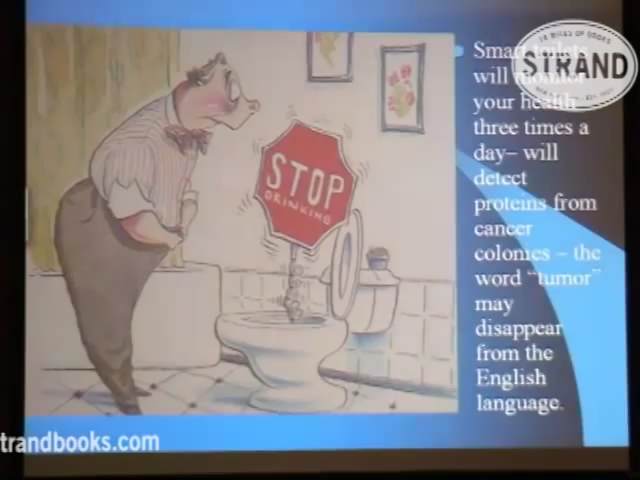 STOP
DRINKING
Smart toilets
will monitor
your health
three times a
day– will
detect
proteins from
cancer
colonies – the
word “tumor”
may
disappear
from the
English
language.
STRAND
trandbooks.com